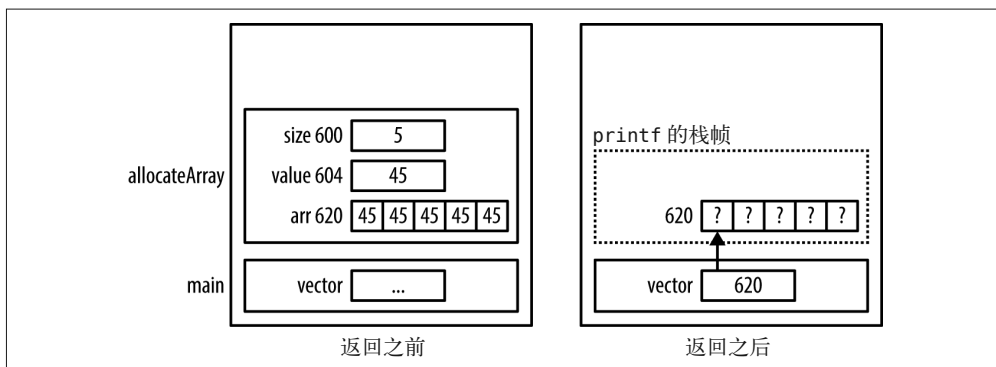 size 600 5
printf 的栈帧
allocateArray value 604 45
arr 620 45 45 45 45 45
620 ? ? ? ? ?
main vector ...
vector 620
返回之前
返回之后